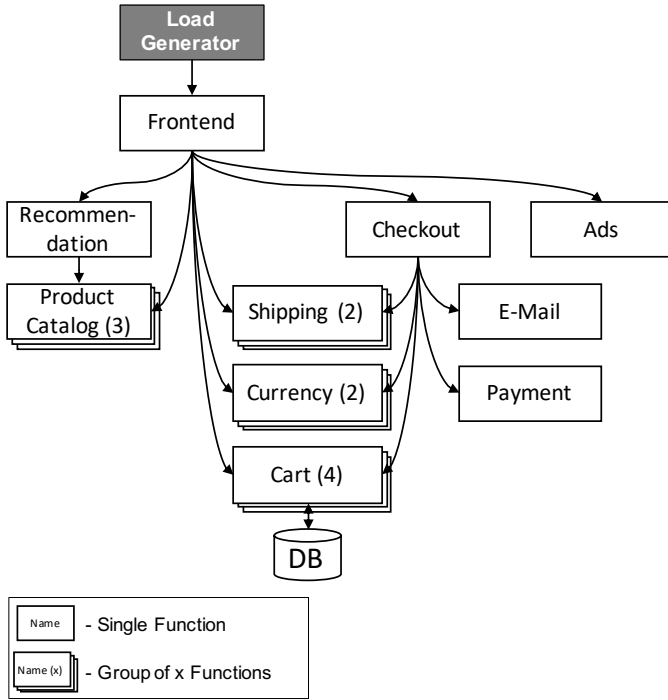 Load
Generator
Frontend
Recommen-
dation
Checkout
Ads
Product
Catalog (3)
Shipping (2)
E-Mail
Currency (2)
Payment
Cart (4)
DB
Name
- Single Function
Name (x)
- Group of x Functions